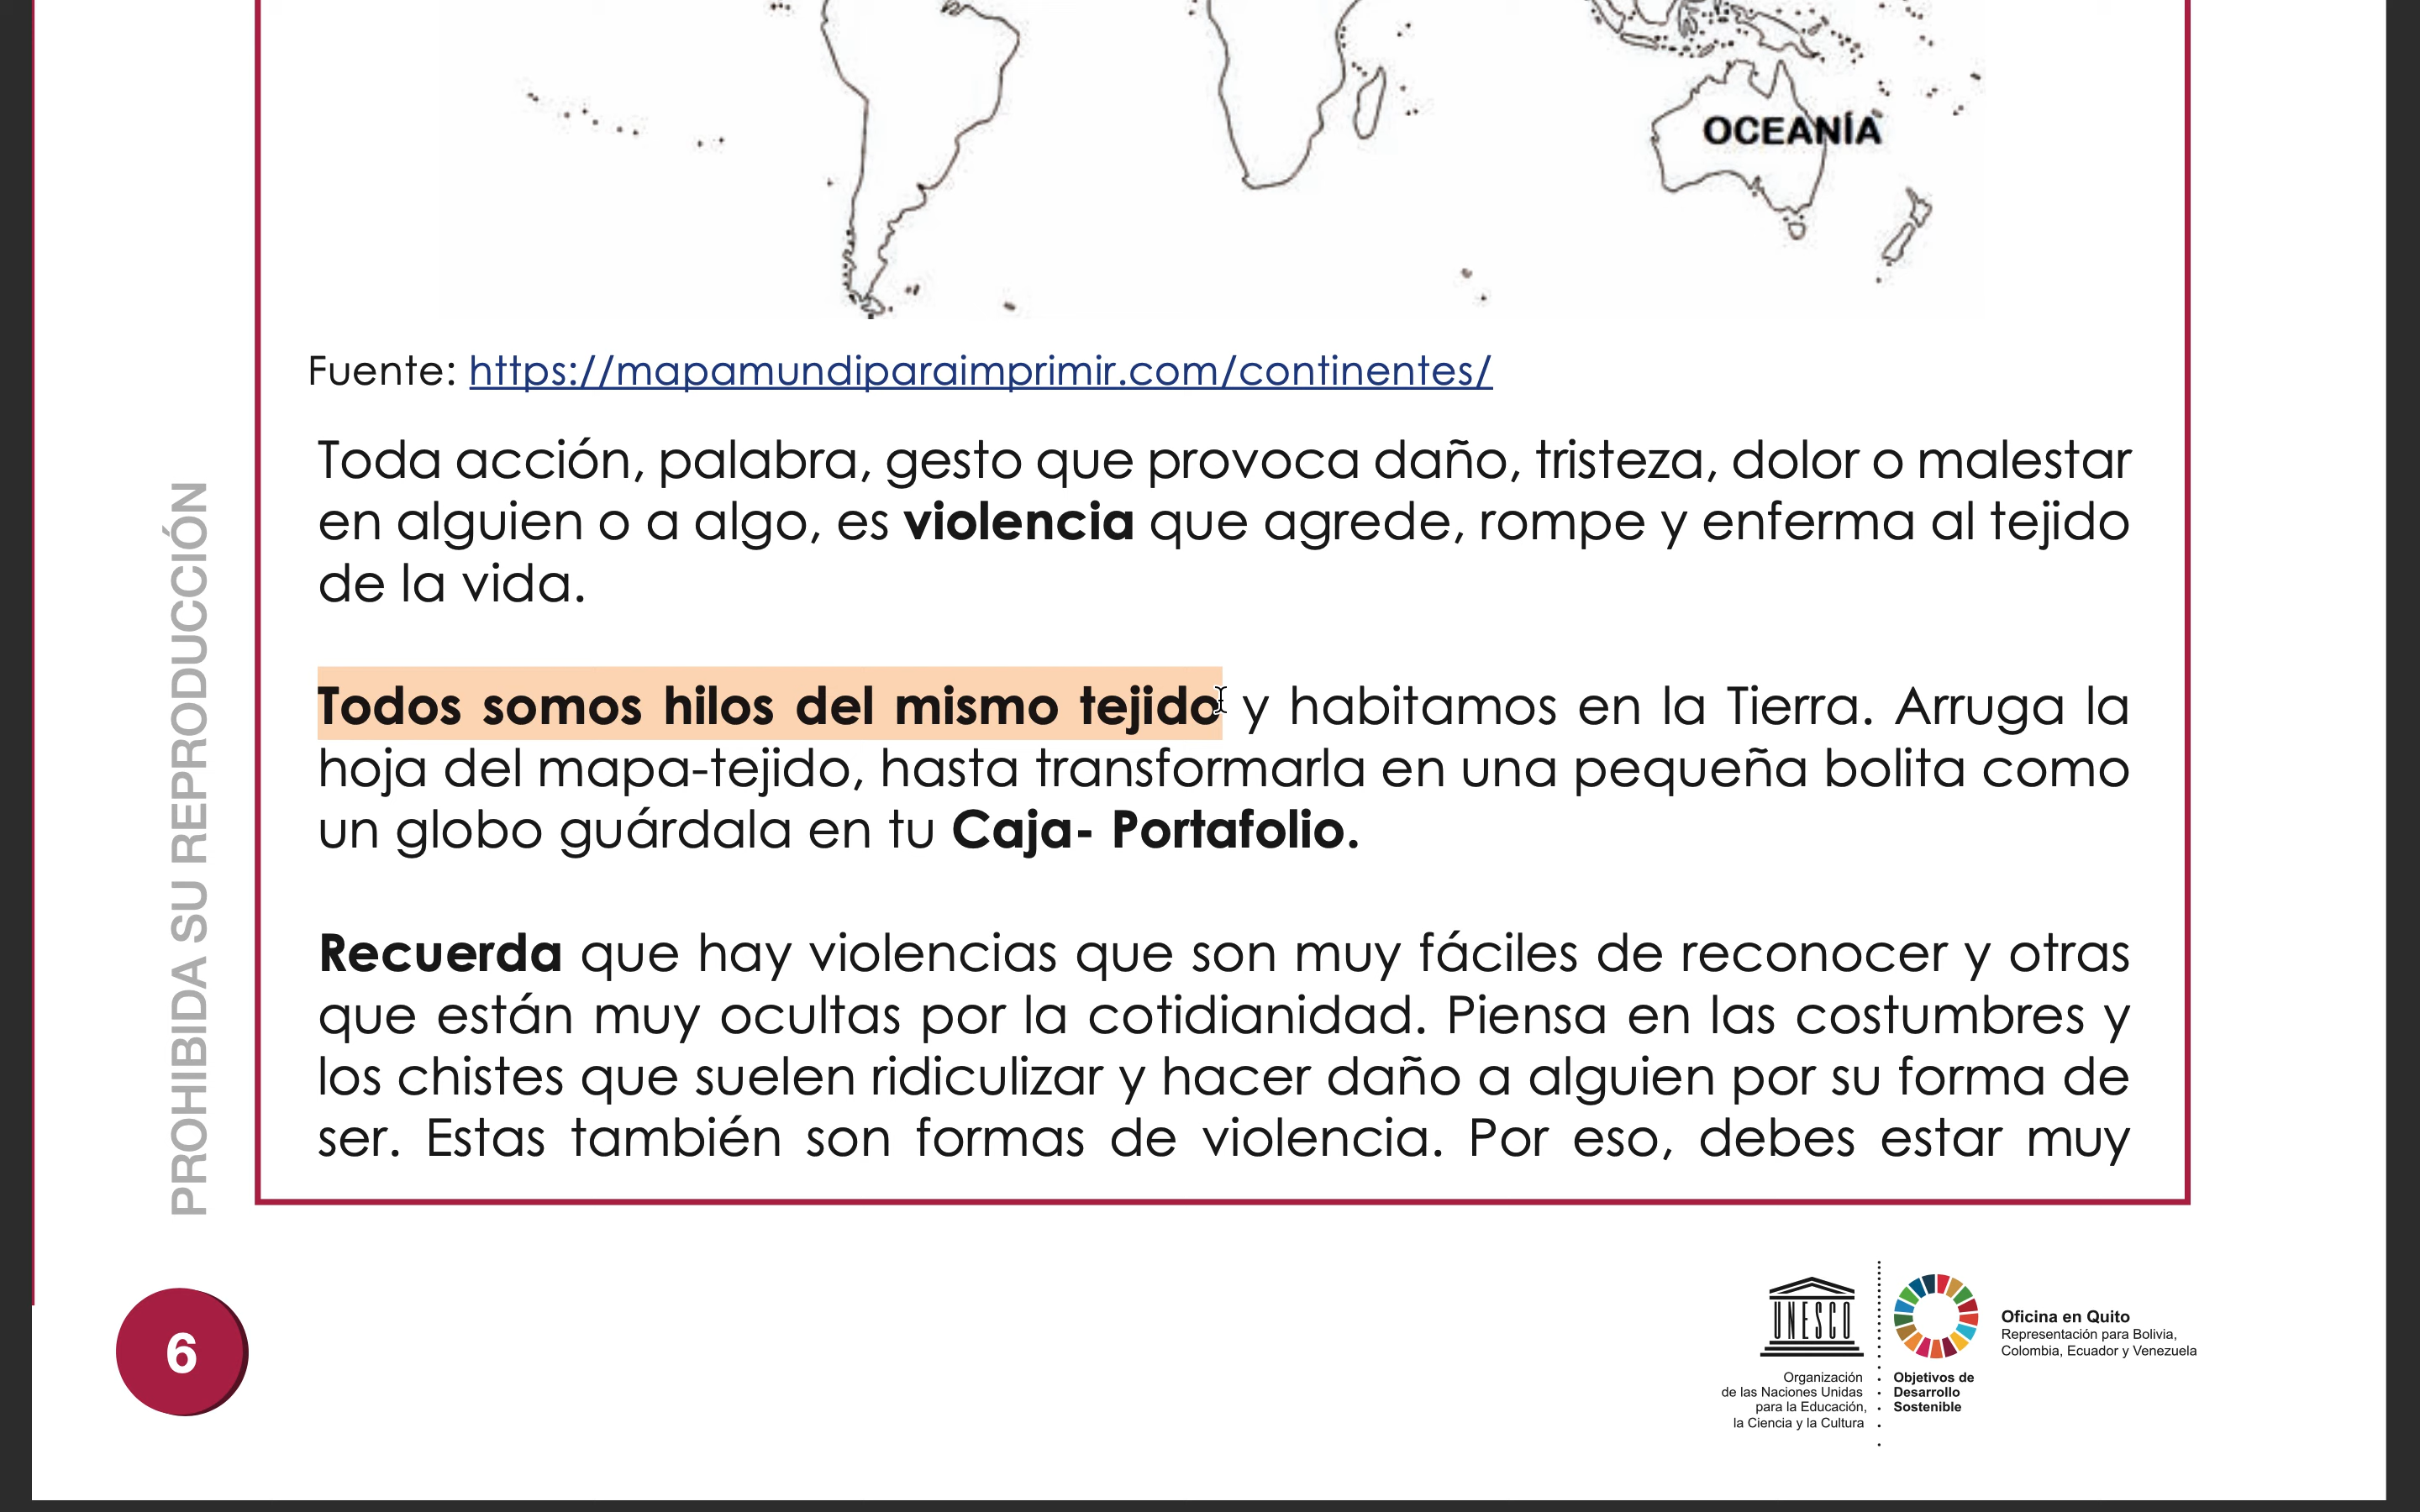 OCEANÍA
Fuente: https://mapamundiparaimprimir.com/continentes/
Toda acción, palabra, gesto que provoca daño, tristeza, dolor o malestar
en alguien o a algo, es violencia que agrede, rompe y enferma al tejido
de la vida.
Todos somos hilos del mismo tejido y habitamos en la Tierra. Arruga la
hoja del mapa-tejido, hasta transformarla en una pequeña bolita como
un globo guárdala en tu Caja- Portafolio.
Recuerda que hay violencias que son muy fáciles de reconocer y otras
que están muy ocultas por la cotidianidad. Piensa en las costumbres y
los chistes que suelen ridiculizar y hacer daño a alguien por su forma de
ser. Estas también son formas de violencia. Por eso, debes estar muy
PROHIBIDA SU REPRODUCCIÓN
6
UNESCO
Organización
de las Naciones Unidas
para la Educación,
la Ciencia y la Cultura
Objetivos de
Desarrollo
Sostenible
Oficina en Quito
Representación para Bolivia,
Colombia, Ecuador y Venezuela